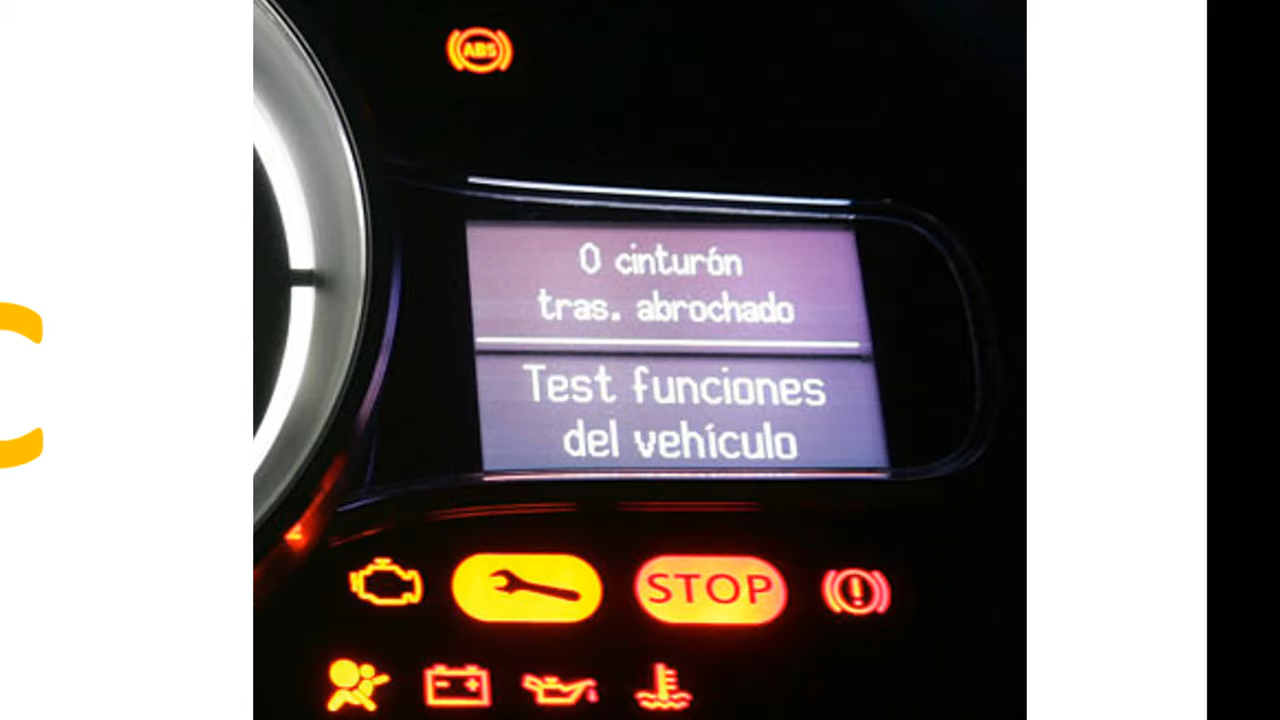 ABS
0 cinturón
tras. abrochado
Test funciones
del vehículo
STOP